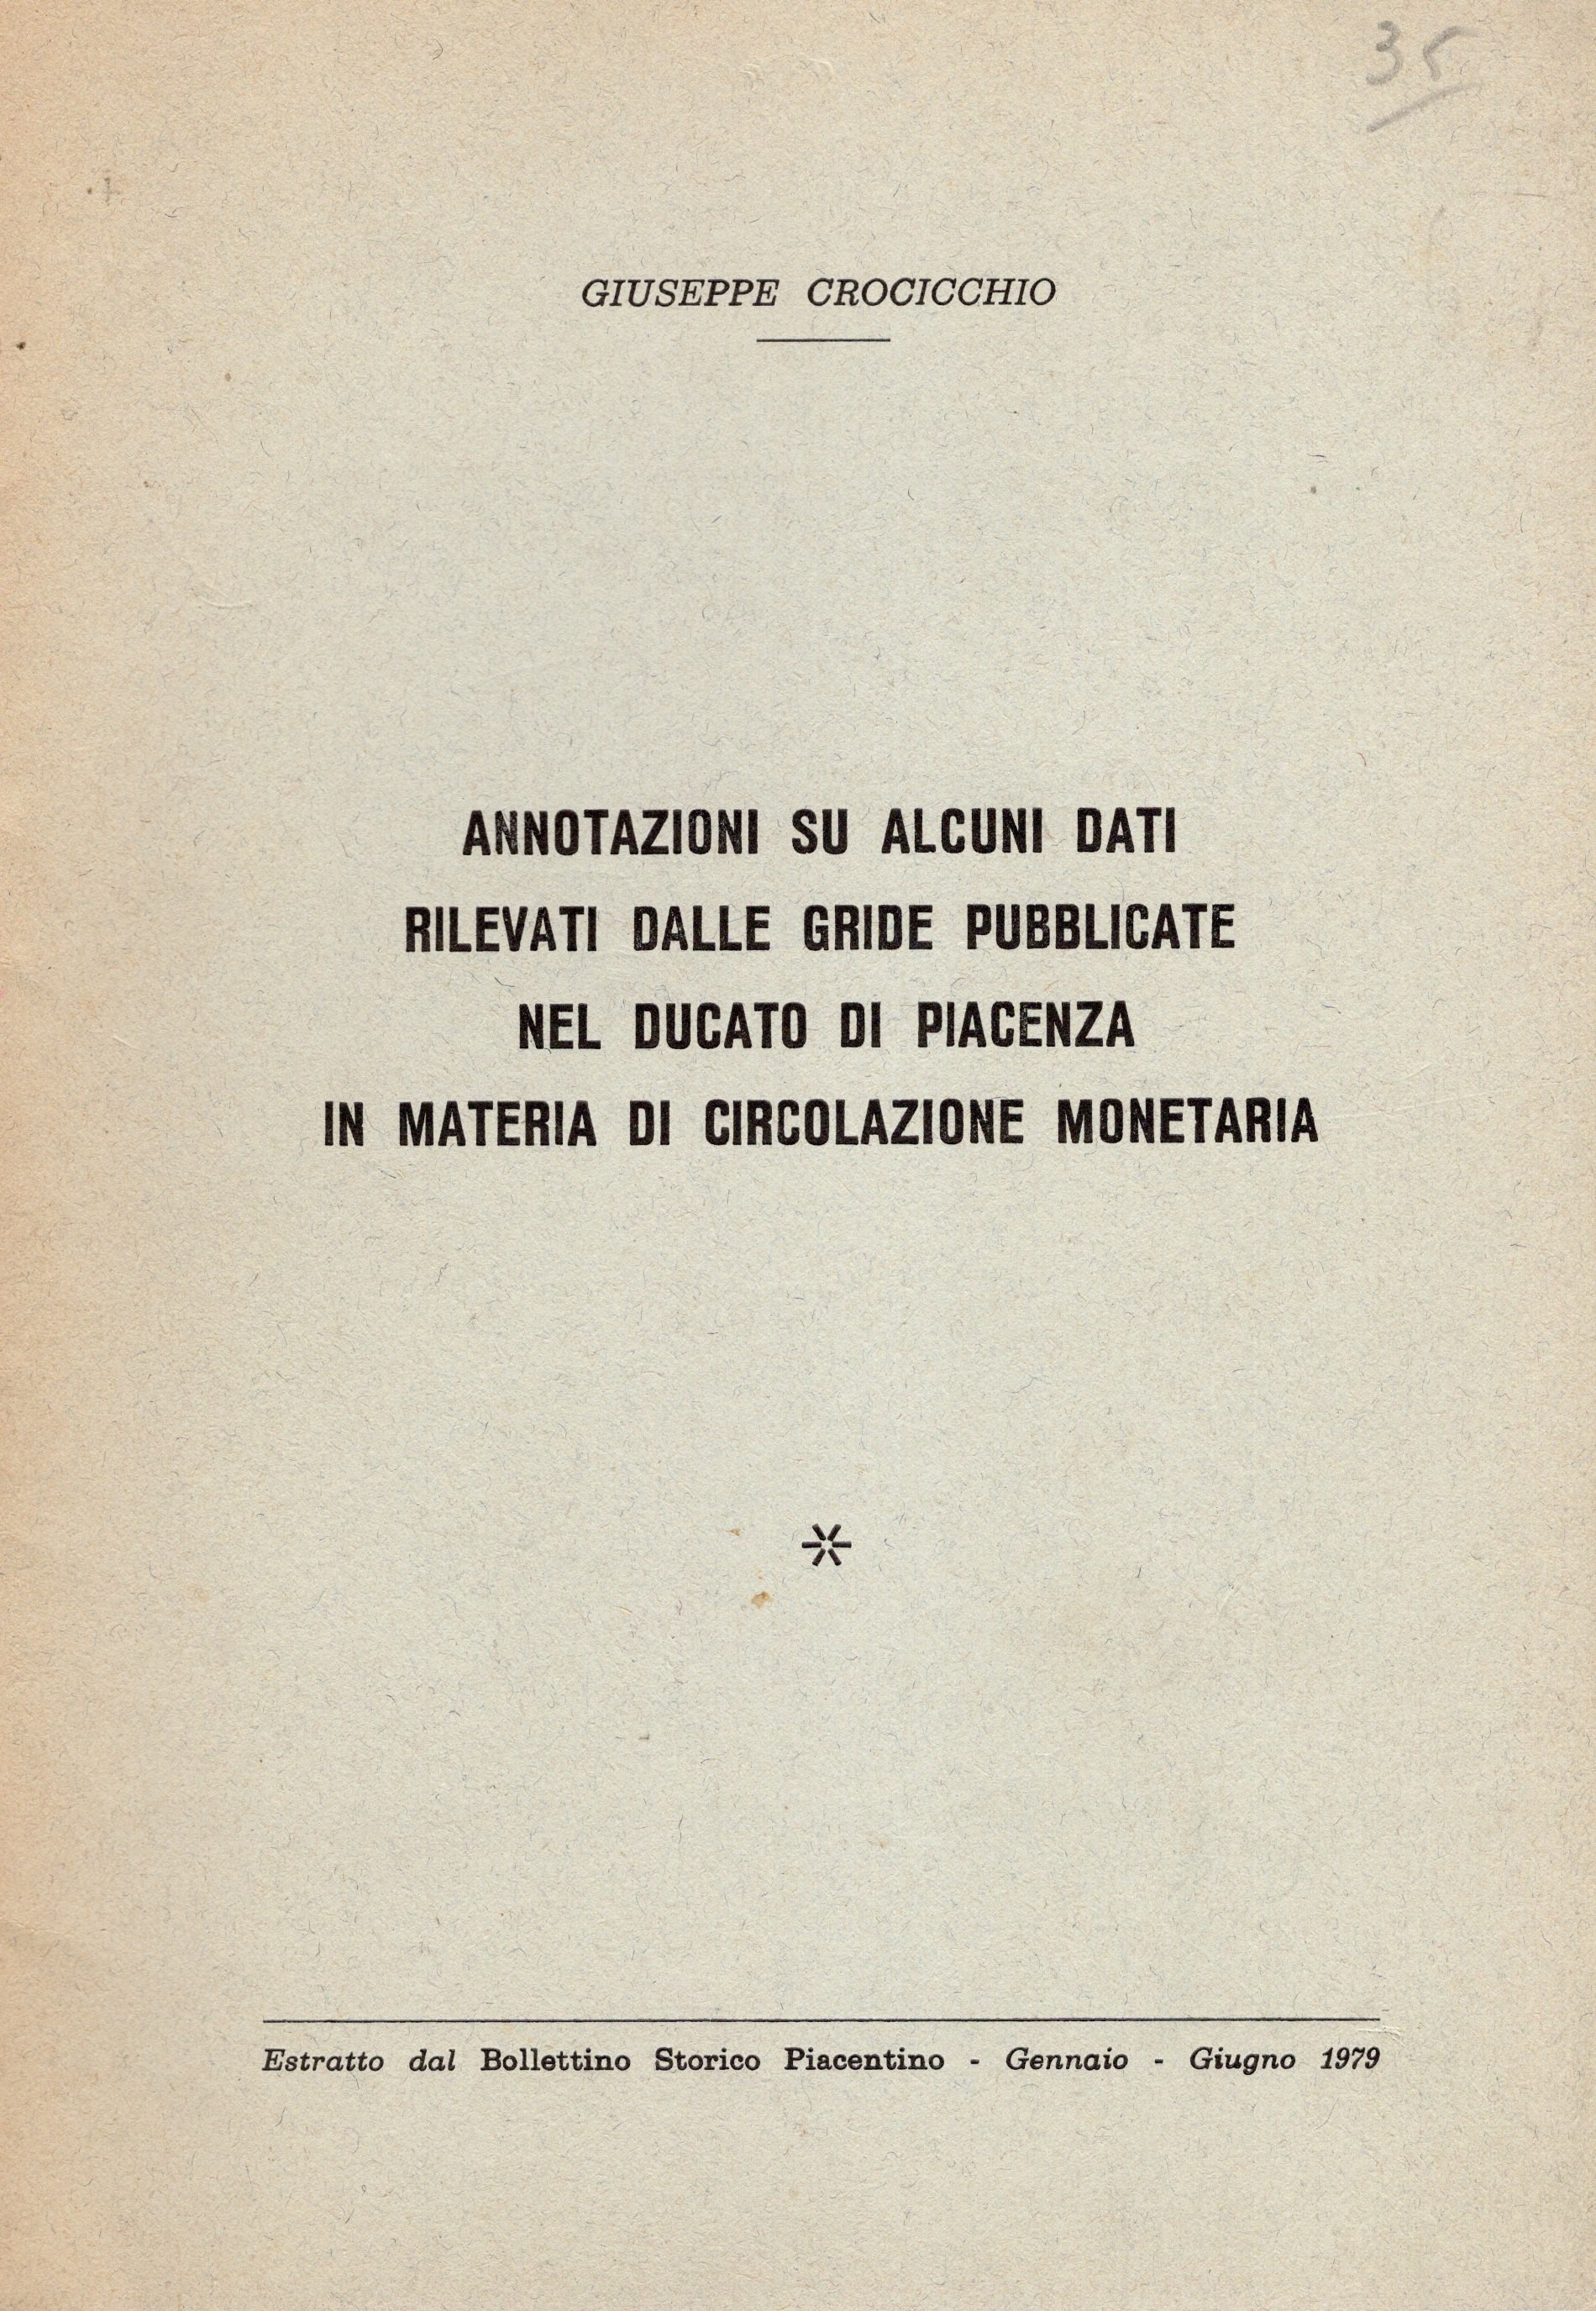 35
GIUSEPPE CROCICCHIO
ANNOTAZIONI SU ALCUNI DATI
RILEVATI DALLE GRIDE PUBBLICATE
NEL DUCATO DI PIACENZA
IN MATERIA DI CIRCOLAZIONE MONETARIA
*
Estratto dal Bollettino Storico Piacentino - Gennaio - Giugno 1979